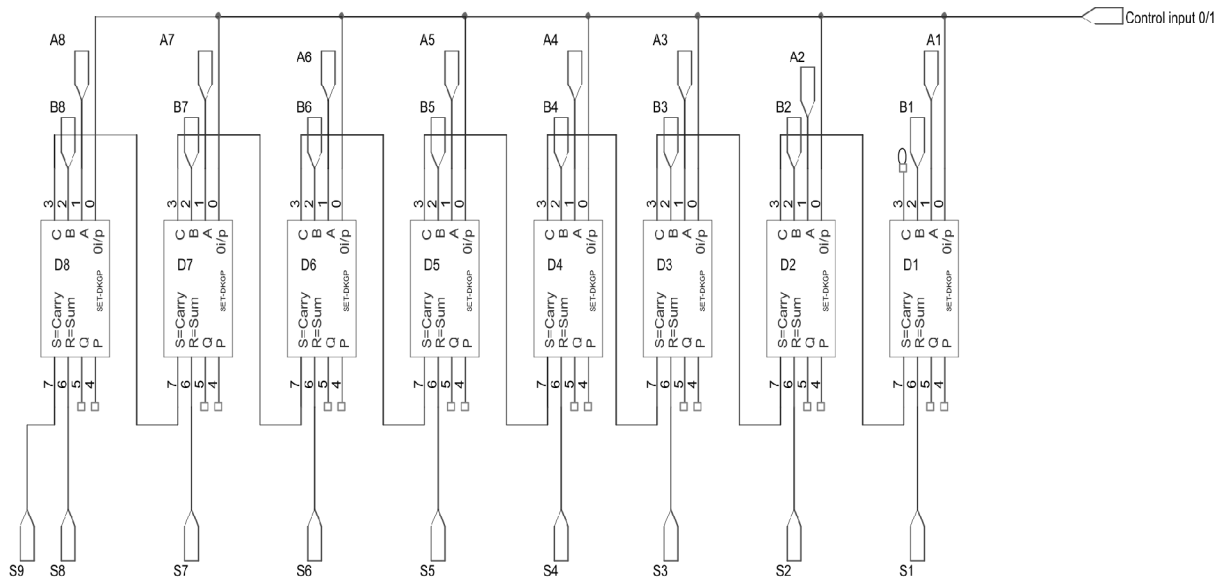 Control input 0/1
A8 A7 A6 A5 A4 A3 A2 A1
B8 B7 B6 B5 B4 B3 B2 B1
0
3 2 1 0 3 2 1 0 3 2 1 0 3 2 1 0 3 2 1 0 3 2 1 0 3 2 1 0 3 2 1 0
C B A 0i/p C B A 0i/p C B A 0i/p C B A 0i/p C B A 0i/p C B A 0i/p C B A 0i/p C B A 0i/p
D8 D7 D6 D5 D4 D3 D2 D1
SET-DKGP SET-DKGP SET-DKGP SET-DKGP SET-DKGP SET-DKGP SET-DKGP SET-DKGP
S=Carry R=Sum Q P S=Carry R=Sum Q P S=Carry R=Sum Q P S=Carry R=Sum Q P S=Carry R=Sum Q P S=Carry R=Sum Q P S=Carry R=Sum Q P S=Carry R=Sum Q P
7 6 5 4 7 6 5 4 7 6 5 4 7 6 5 4 7 6 5 4 7 6 5 4 7 6 5 4 7 6 5 4
S9 S8 S7 S6 S5 S4 S3 S2 S1